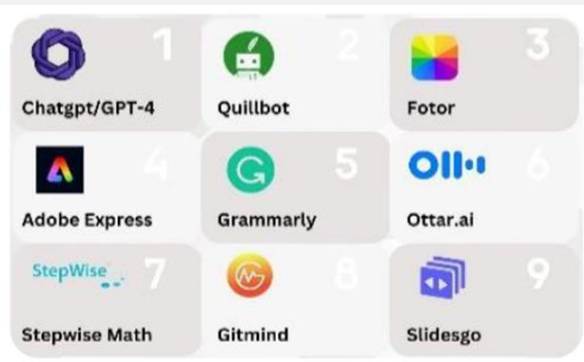 1 2 3
Chatgpt/GPT-4 Quillbot Fotor
4 5 6
Adobe Express Grammarly Ottar.ai
StepWise 7 8 9
Stepwise Math Gitmind Slidesgo